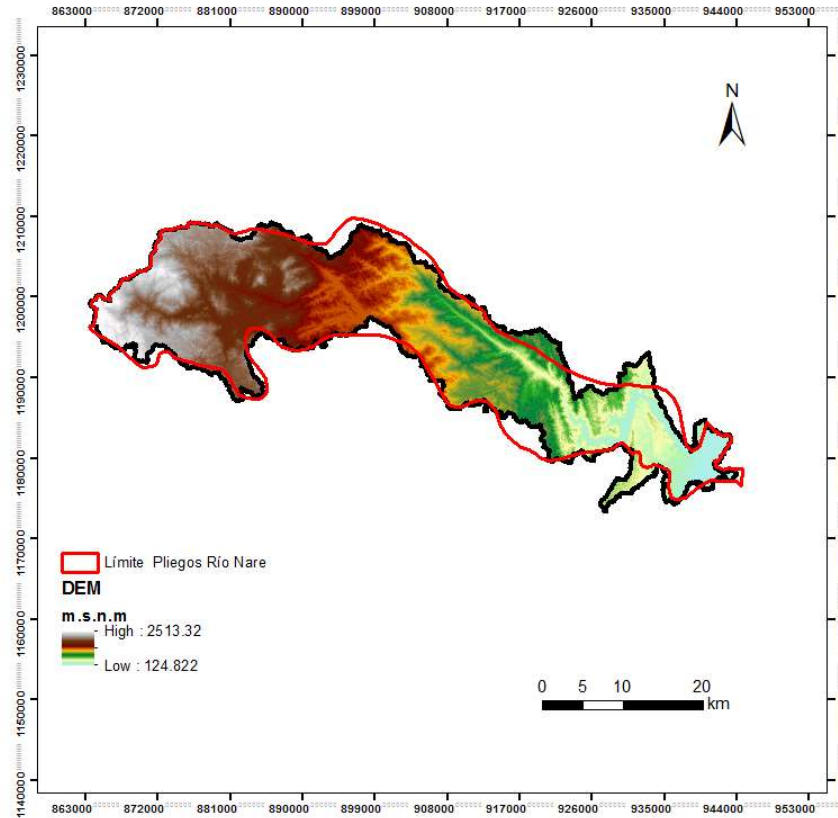 863000 872000 881000 890000 899000 908000 917000 926000 935000 944000 953000
1230000
1220000
1210000
1200000
1190000
1180000
1170000
1160000
1150000
1140000
N
Límite Pliegos Río Nare
DEM
m.s.n.m
High : 2513.32
Low : 124.822
0 5 10 20
km
863000 872000 881000 890000 899000 908000 917000 926000 935000 944000 953000